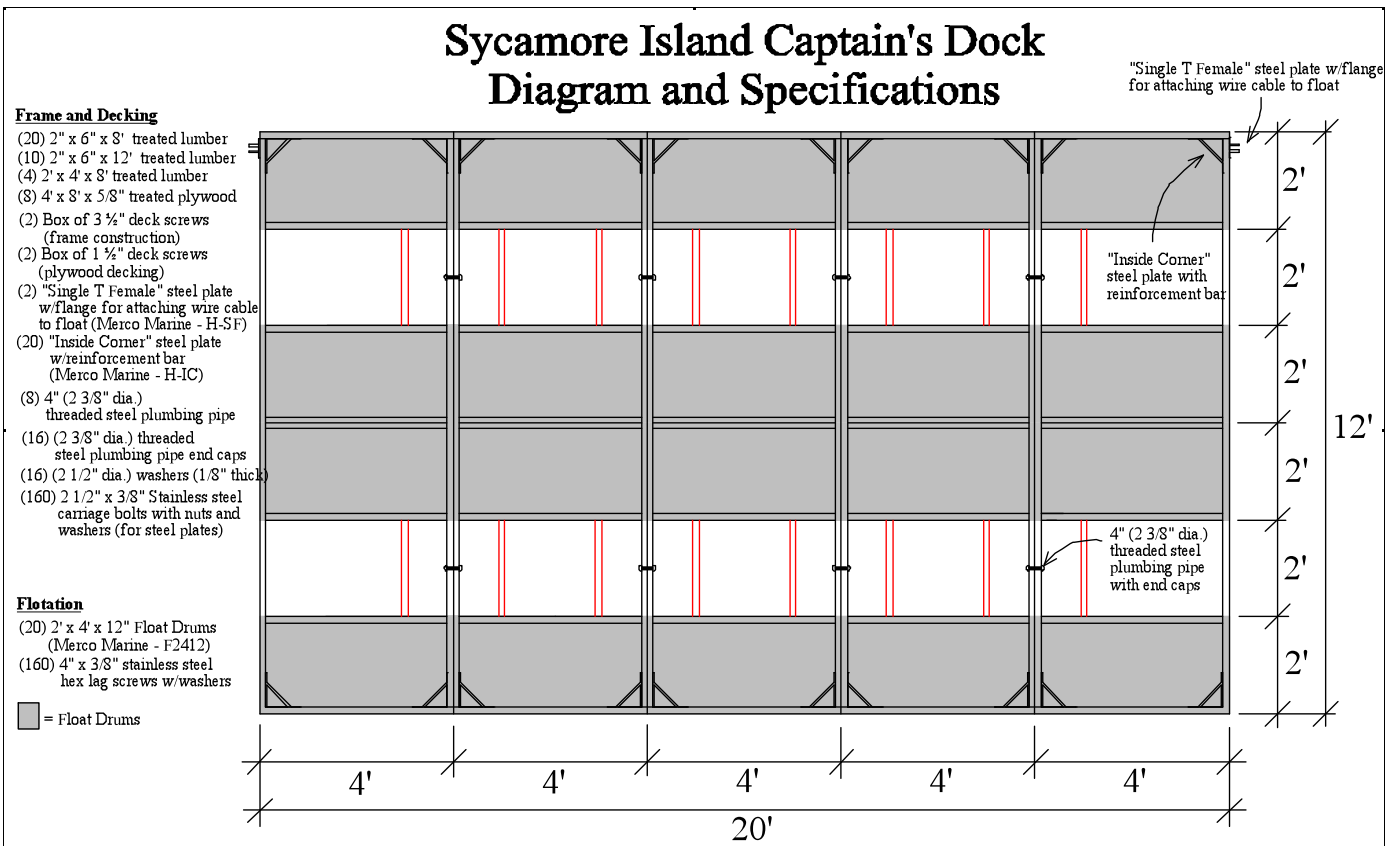 Sycamore Island Captain's Dock
Diagram and Specifications
"Single T Female" steel plate w/flange
for attaching wire cable to float
Frame and Decking
(20) 2" x 6" x 8' treated lumber
(10) 2" x 6" x 12' treated lumber
(4) 2' x 4' x 8' treated lumber
(8) 4' x 8' x 5/8" treated plywood
(2) Box of 3 ½" deck screws
(frame construction)
(2) Box of 1 ½" deck screws
(plywood decking)
(2) "Single T Female" steel plate
w/flange for attaching wire cable
to float (Merco Marine - H-SF)
(20) "Inside Corner" steel plate
w/reinforcement bar
(Merco Marine - H-IC)
(8) 4" (2 3/8" dia.)
threaded steel plumbing pipe
(16) (2 3/8" dia.) threaded
steel plumbing pipe end caps
(16) (2 1/2" dia.) washers (1/8" thick)
(160) 2 1/2" x 3/8" Stainless steel
carriage bolts with nuts and
washers (for steel plates)
Flotation
(20) 2' x 4' x 12" Float Drums
(Merco Marine - F2412)
(160) 4" x 3/8" stainless steel
hex lag screws w/washers
= Float Drums
"Inside Corner"
steel plate with
reinforcement bar
4" (2 3/8" dia.)
threaded steel
plumbing pipe
with end caps
2'
2'
2'
2'
2'
2'
12'
4'
4'
4'
4'
4'
20'